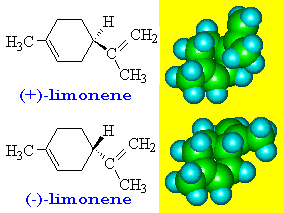 H
CH₂
H₃C
CH₃
(+)-limonene
H
CH₂
H₃C
CH₃
(-)-limonene